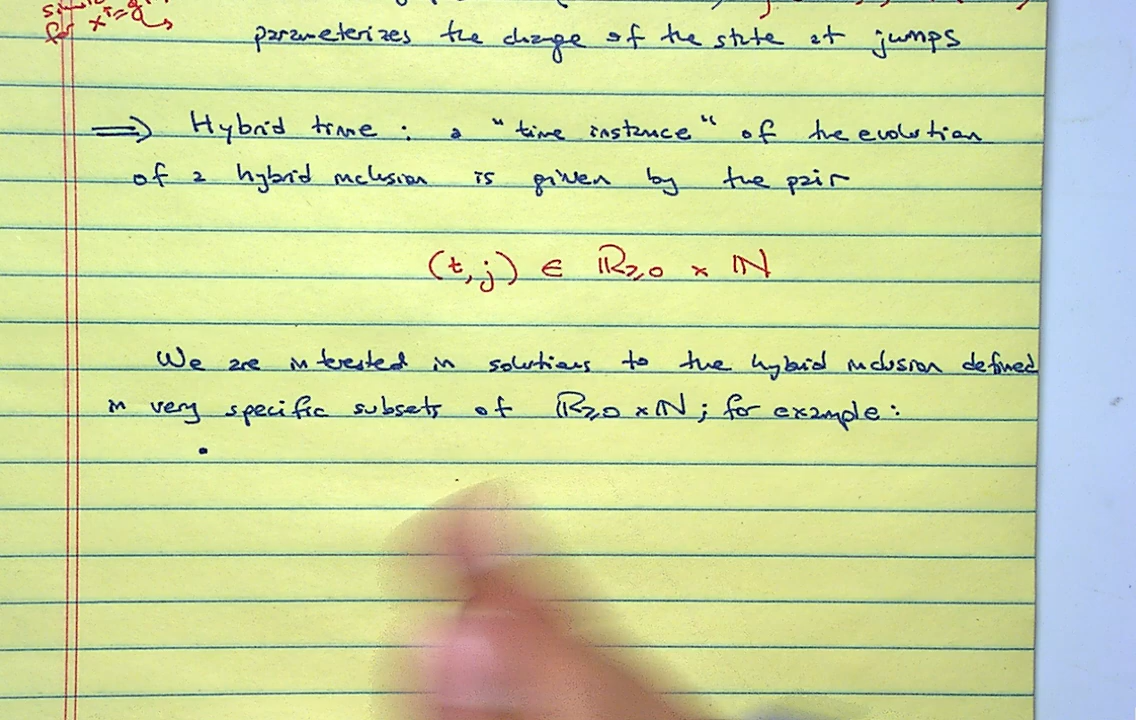 for x⁺=g
parameterizes the change of the state at jumps
⟹ Hybrid time : a "time instance" of the evolution
of a hybrid inclusion is given by the pair
(t,j) ∈ ℝ≥0 × ℕ
We are interested in solutions to the hybrid inclusion defined
in very specific subsets of ℝ≥0 × ℕ ; for example :
•